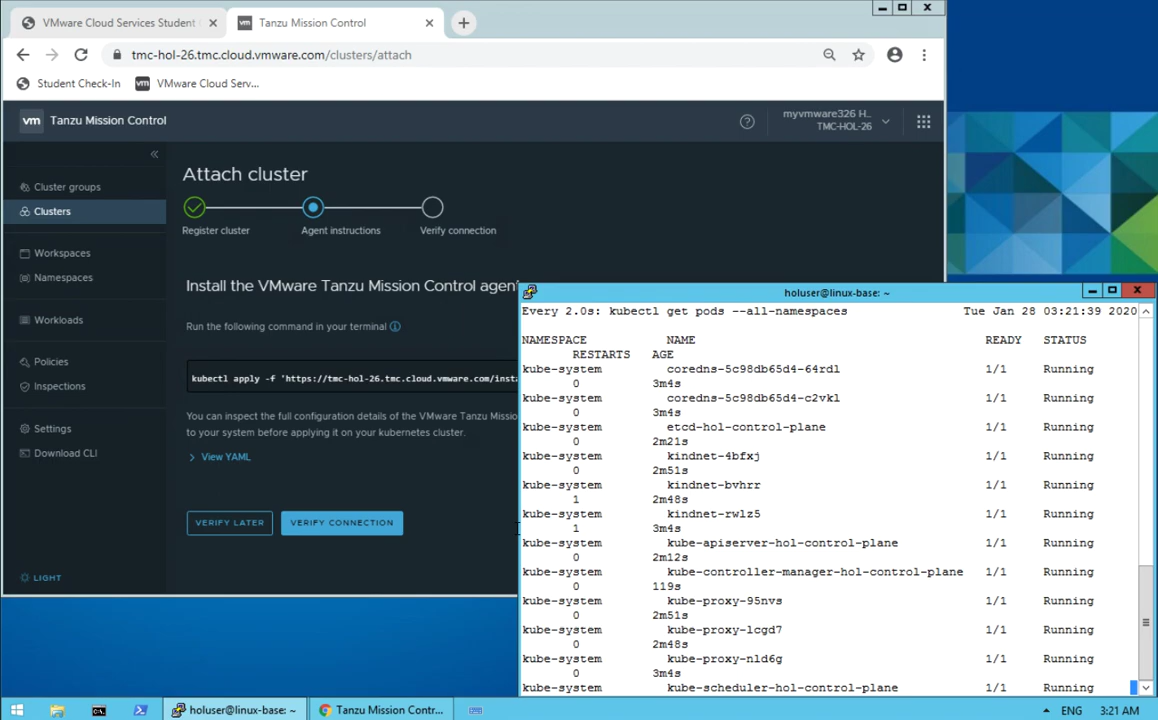 VMware Cloud Services Student
Tanzu Mission Control
tmc-hol-26.tmc.cloud.vmware.com/clusters/attach
Student Check-In
VMware Cloud Serv...
vm Tanzu Mission Control
myvmware326 H...
TMC-HOL-26
Cluster groups
Clusters
Workspaces
Namespaces
Workloads
Policies
Inspections
Settings
Download CLI
LIGHT
Attach cluster
Register cluster
Agent instructions
Verify connection
Install the VMware Tanzu Mission Control agent
Run the following command in your terminal
kubectl apply -f 'https://tmc-hol-26.tmc.cloud.vmware.com/insta
You can inspect the full configuration details of the VMware Tanzu Missio
to your system before applying it on your kubernetes cluster.
View YAML
VERIFY LATER
VERIFY CONNECTION
holuser@linux-base: ~
Every 2.0s: kubectl get pods --all-namespaces Tue Jan 28 03:21:39 2020
NAMESPACE NAME READY STATUS
RESTARTS AGE
kube-system coredns-5c98db65d4-64rdl 1/1 Running
0 3m4s
kube-system coredns-5c98db65d4-c2vkl 1/1 Running
0 3m4s
kube-system etcd-hol-control-plane 1/1 Running
0 2m21s
kube-system kindnet-4bfxj 1/1 Running
0 2m51s
kube-system kindnet-bvhrr 1/1 Running
1 2m48s
kube-system kindnet-rwlz5 1/1 Running
1 3m4s
kube-system kube-apiserver-hol-control-plane 1/1 Running
0 2m12s
kube-system kube-controller-manager-hol-control-plane 1/1 Running
0 119s
kube-system kube-proxy-95nvs 1/1 Running
0 2m51s
kube-system kube-proxy-lcgd7 1/1 Running
0 2m48s
kube-system kube-proxy-nld6g 1/1 Running
0 3m4s
kube-system kube-scheduler-hol-control-plane 1/1 Running
holuser@linux-base: ~
Tanzu Mission Contr...
ENG
3:21 AM